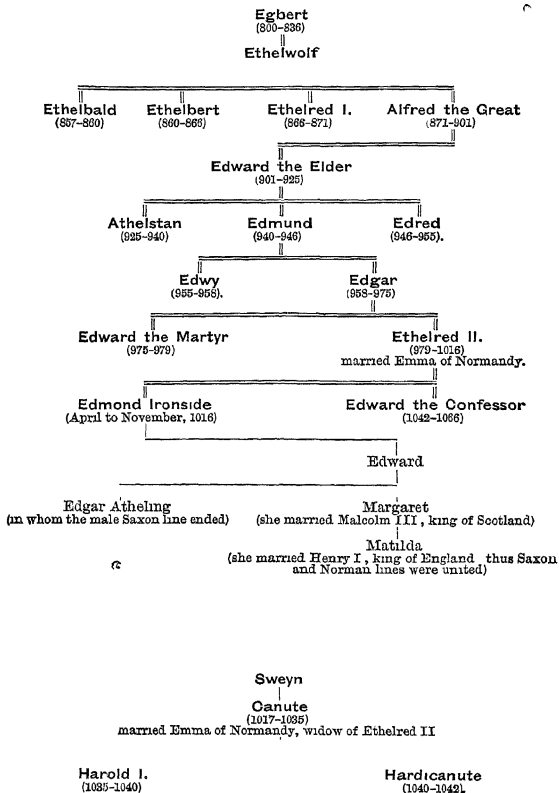 Egbert
(800–836)
Ethelwolf
Ethelbald Ethelbert Ethelred I. Alfred the Great
(857–860) (860–866) (866–871) (871–901)
Edward the Elder
(901–925)
Athelstan Edmund Edred
(925–940) (940–946) (946–955).
Edwy Edgar
(955–958). (958–975)
Edward the Martyr Ethelred II.
(975–979) (979–1016)
married Emma of Normandy.
Edmond Ironside Edward the Confessor
(April to November, 1016) (1042–1066)
Edward
Edgar Atheling Margaret
(in whom the male Saxon line ended) (she married Malcolm III, king of Scotland)
Matilda
(she married Henry I, king of England thus Saxon
and Norman lines were united)
Sweyn
Canute
(1017–1035)
married Emma of Normandy, widow of Ethelred II
Harold I. Hardicanute
(1035–1040) (1040–1042).